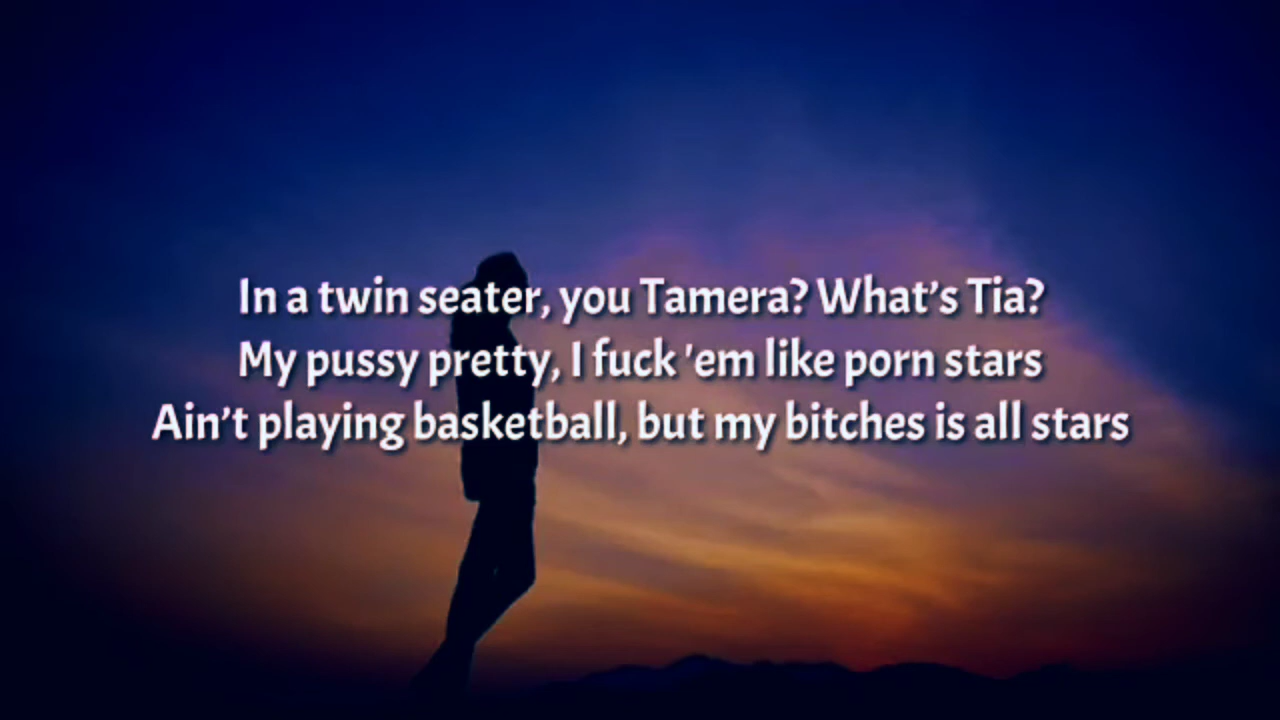 In a twin seater, you Tamera? What’s Tia?
My pussy pretty, I fuck 'em like porn stars
Ain’t playing basketball, but my bitches is all stars